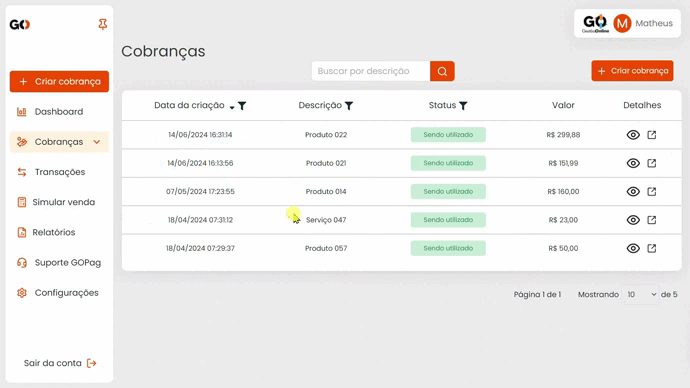 GO
GO
GestãoOnline
M
Matheus
Cobranças
Criar cobrança
Dashboard
Cobranças
Transações
Simular venda
Relatórios
Suporte GOPag
Configurações
Sair da conta
Buscar por descrição
Criar cobrança
Data da criação Descrição Status Valor Detalhes
14/06/2024 16:31:14 Produto 022 Sendo utilizado R$ 299,88
14/06/2024 16:13:56 Produto 021 Sendo utilizado R$ 151,99
07/05/2024 17:23:55 Produto 014 Sendo utilizado R$ 160,00
18/04/2024 07:31:12 Serviço 047 Sendo utilizado R$ 23,00
18/04/2024 07:29:37 Produto 057 Sendo utilizado R$ 50,00
Página 1 de 1 Mostrando 10 de 5